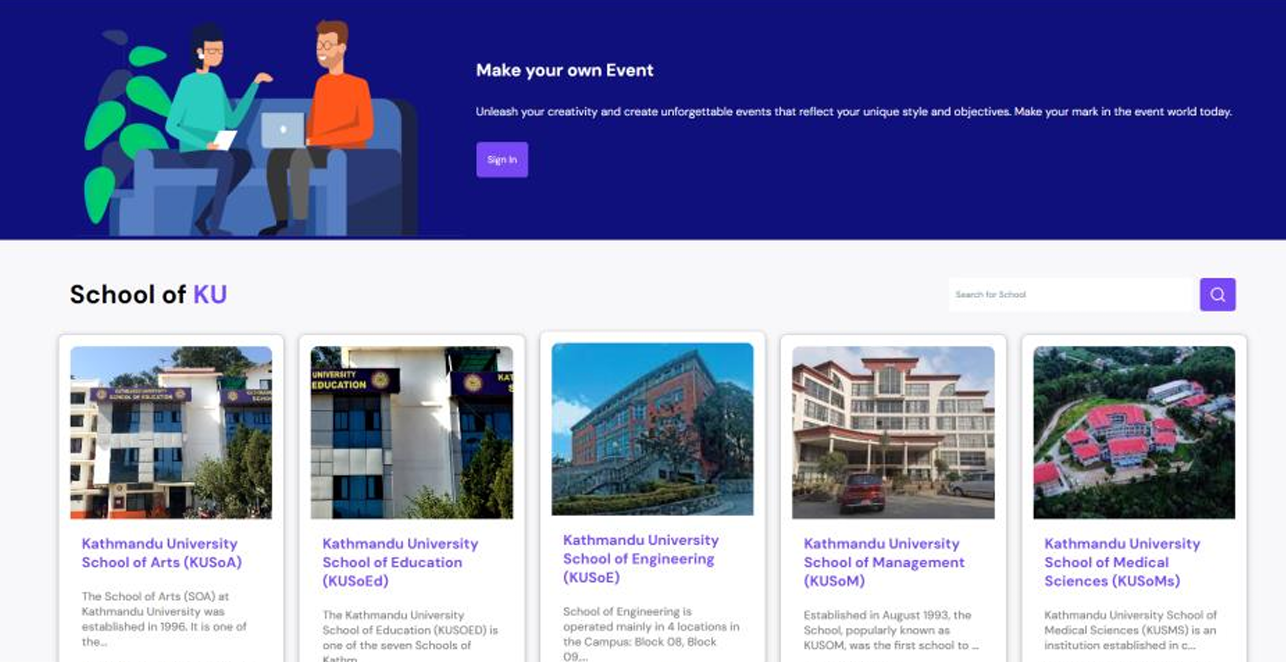 Make your own Event
Unleash your creativity and create unforgettable events that reflect your unique style and objectives. Make your mark in the event world today.
Sign In
School of KU
Search for School
KATHMANDU UNIVERSITY
SCHOOL OF EDUCATION
UNIVERSITY
EDUCATION
Kathmandu University
School of Arts (KUSoA)
The School of Arts (SOA) at
Kathmandu University was
established in 1996. It is one of
the...
Kathmandu University
School of Education
(KUSoEd)
The Kathmandu University
School of Education (KUSOED) is
one of the seven Schools of
Kathm...
Kathmandu University
School of Engineering
(KUSoE)
School of Engineering is
operated mainly in 4 locations in
the Campus: Block 08, Block
09,...
Kathmandu University
School of Management
(KUSoM)
Established in August 1993, the
School, popularly known as
KUSOM, was the first school to ...
Kathmandu University
School of Medical
Sciences (KUSoMs)
Kathmandu University School of
Medical Sciences (KUSMS) is an
institution established in c...